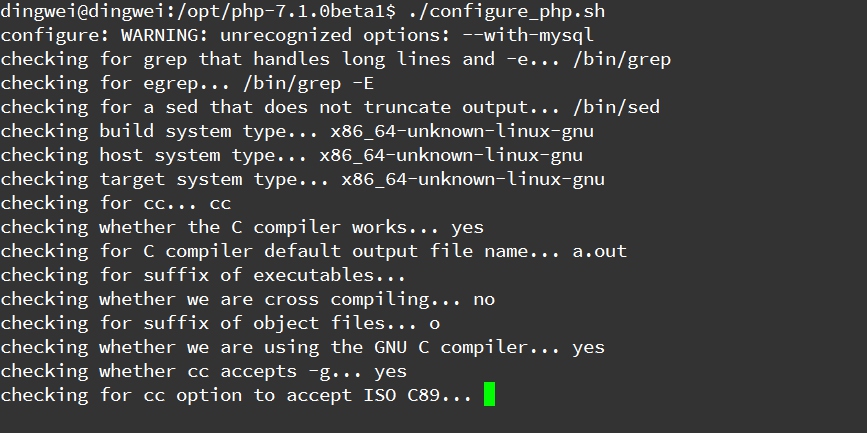 dingwei@dingwei:/opt/php-7.1.0beta1$ ./configure_php.sh
configure: WARNING: unrecognized options: --with-mysql
checking for grep that handles long lines and -e... /bin/grep
checking for egrep... /bin/grep -E
checking for a sed that does not truncate output... /bin/sed
checking build system type... x86_64-unknown-linux-gnu
checking host system type... x86_64-unknown-linux-gnu
checking target system type... x86_64-unknown-linux-gnu
checking for cc... cc
checking whether the C compiler works... yes
checking for C compiler default output file name... a.out
checking for suffix of executables...
checking whether we are cross compiling... no
checking for suffix of object files... o
checking whether we are using the GNU C compiler... yes
checking whether cc accepts -g... yes
checking for cc option to accept ISO C89...